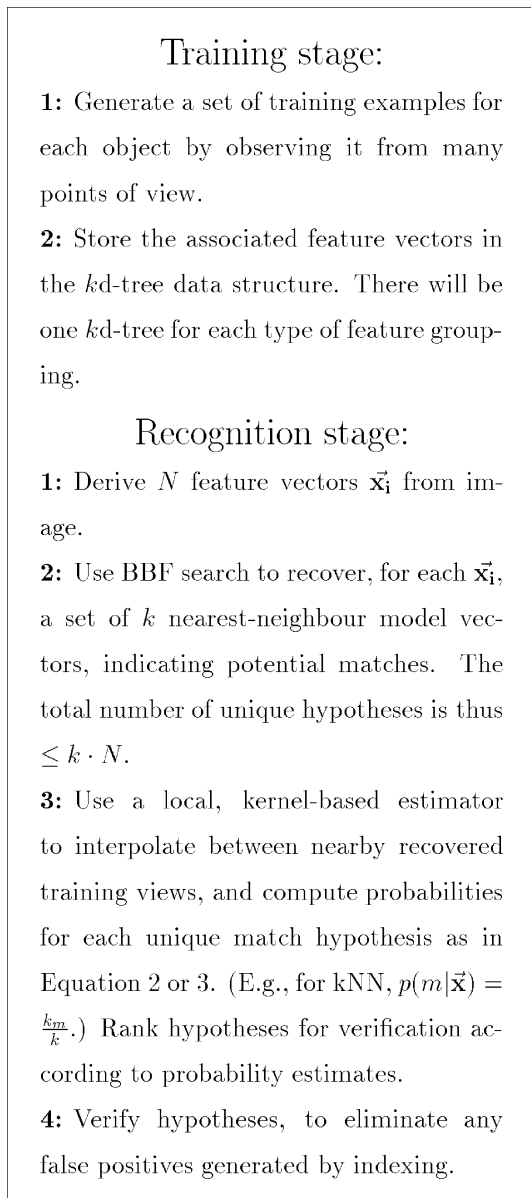 Training stage:
1: Generate a set of training examples for
each object by observing it from many
points of view.
2: Store the associated feature vectors in
the kd-tree data structure. There will be
one kd-tree for each type of feature group-
ing.
Recognition stage:
1: Derive N feature vectors x⃗ᵢ from im-
age.
2: Use BBF search to recover, for each x⃗ᵢ,
a set of k nearest-neighbour model vec-
tors, indicating potential matches. The
total number of unique hypotheses is thus
≤ k · N.
3: Use a local, kernel-based estimator
to interpolate between nearby recovered
training views, and compute probabilities
for each unique match hypothesis as in
Equation 2 or 3. (E.g., for kNN, p(m|x⃗) =
kₘ/k.) Rank hypotheses for verification ac-
cording to probability estimates.
4: Verify hypotheses, to eliminate any
false positives generated by indexing.